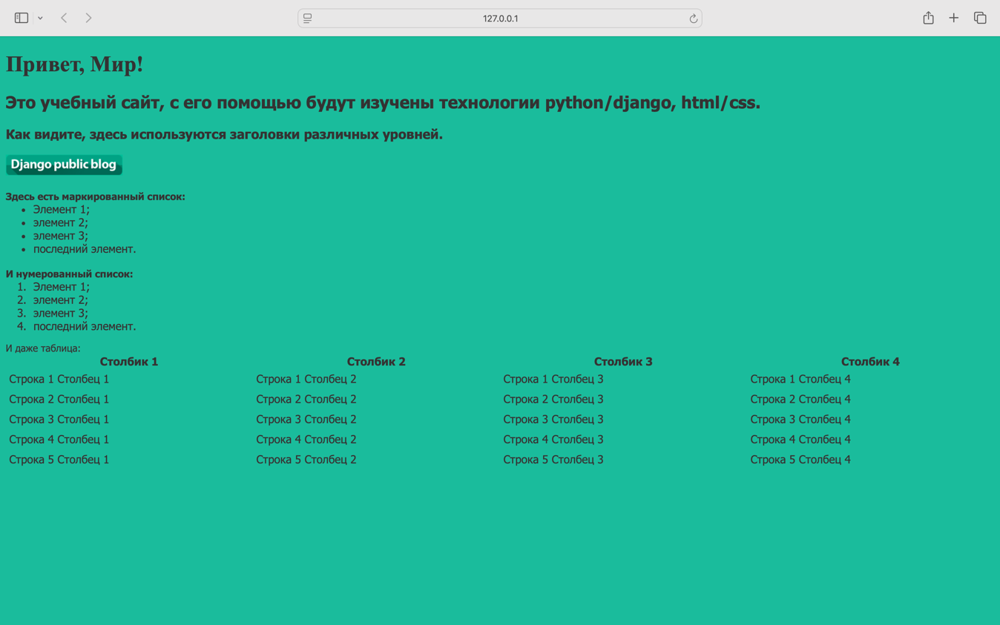 127.0.0.1
Привет, Мир!
Это учебный сайт, с его помощью будут изучены технологии python/django, html/css.
Как видите, здесь используются заголовки различных уровней.
Django public blog
Здесь есть маркированный список:
• Элемент 1;
• элемент 2;
• элемент 3;
• последний элемент.
И нумерованный список:
1. Элемент 1;
2. элемент 2;
3. элемент 3;
4. последний элемент.
И даже таблица:
Столбик 1 Столбик 2 Столбик 3 Столбик 4
Строка 1 Столбец 1 Строка 1 Столбец 2 Строка 1 Столбец 3 Строка 1 Столбец 4
Строка 2 Столбец 1 Строка 2 Столбец 2 Строка 2 Столбец 3 Строка 2 Столбец 4
Строка 3 Столбец 1 Строка 3 Столбец 2 Строка 3 Столбец 3 Строка 3 Столбец 4
Строка 4 Столбец 1 Строка 4 Столбец 2 Строка 4 Столбец 3 Строка 4 Столбец 4
Строка 5 Столбец 1 Строка 5 Столбец 2 Строка 5 Столбец 3 Строка 5 Столбец 4